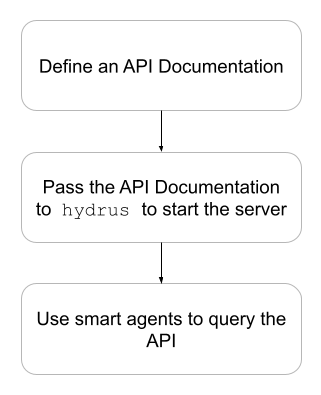 Define an API Documentation
Pass the API Documentation
to hydrus to start the server
Use smart agents to query the
API